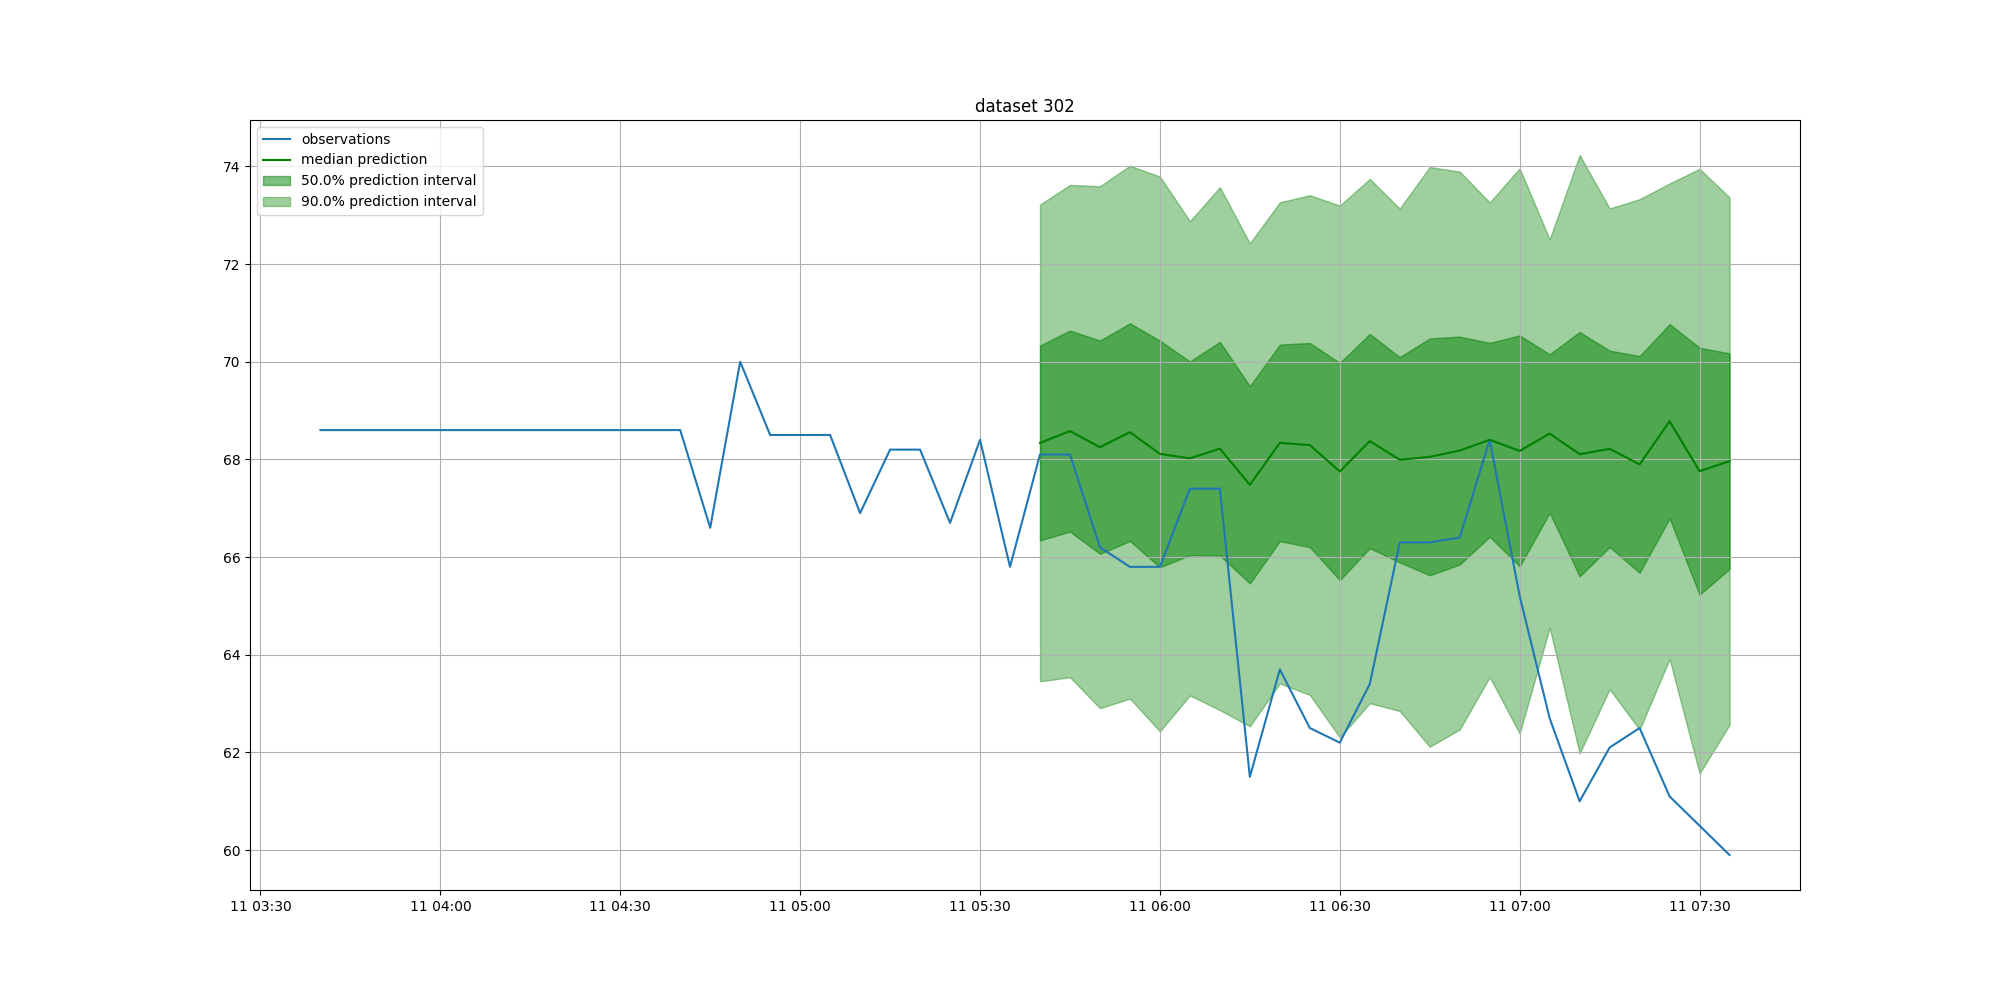 dataset 302
observations
median prediction
50.0% prediction interval
90.0% prediction interval
74
72
70
68
66
64
62
60
11 03:30 11 04:00 11 04:30 11 05:00 11 05:30 11 06:00 11 06:30 11 07:00 11 07:30